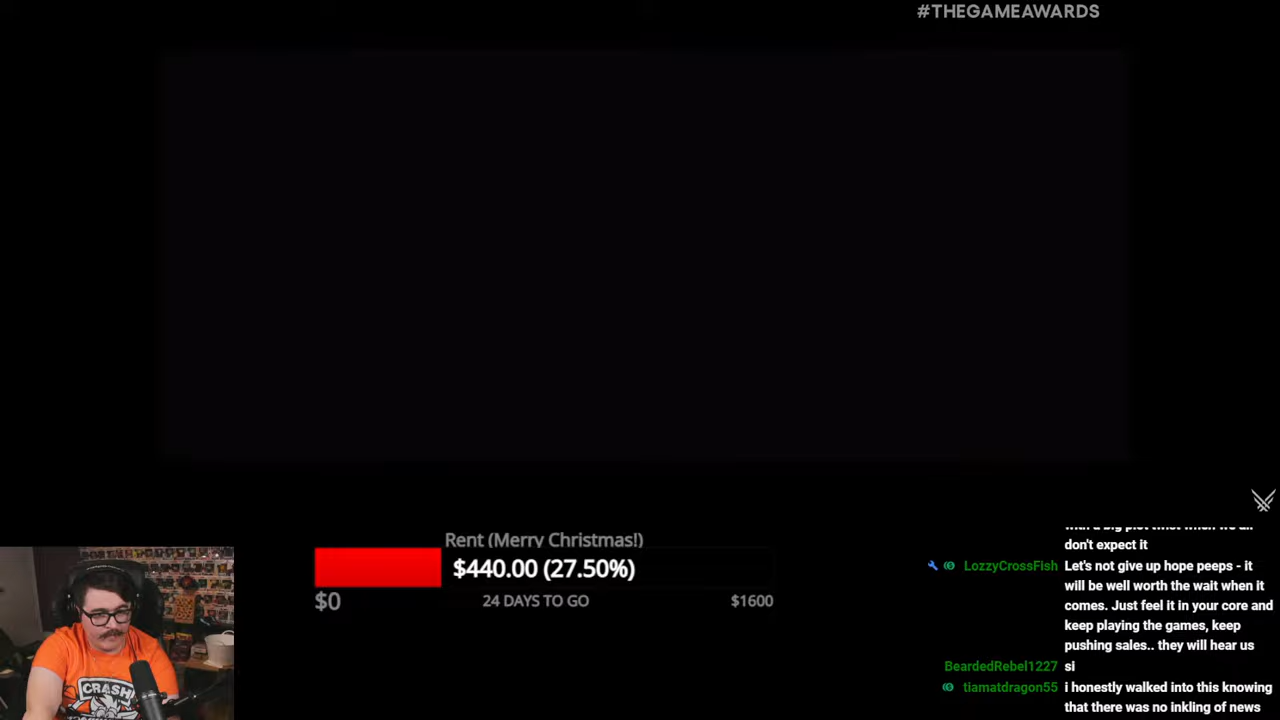 #THEGAMEAWARDS
Rent (Merry Christmas!)
$440.00 (27.50%)
$0 24 DAYS TO GO $1600
don't expect it
LozzyCrossFish Let's not give up hope peeps - it
will be well worth the wait when it
comes. Just feel it in your core and
keep playing the games, keep
pushing sales.. they will hear us
BeardedRebel1227 si
tiamatdragon55 i honestly walked into this knowing
that there was no inkling of news
CRASH